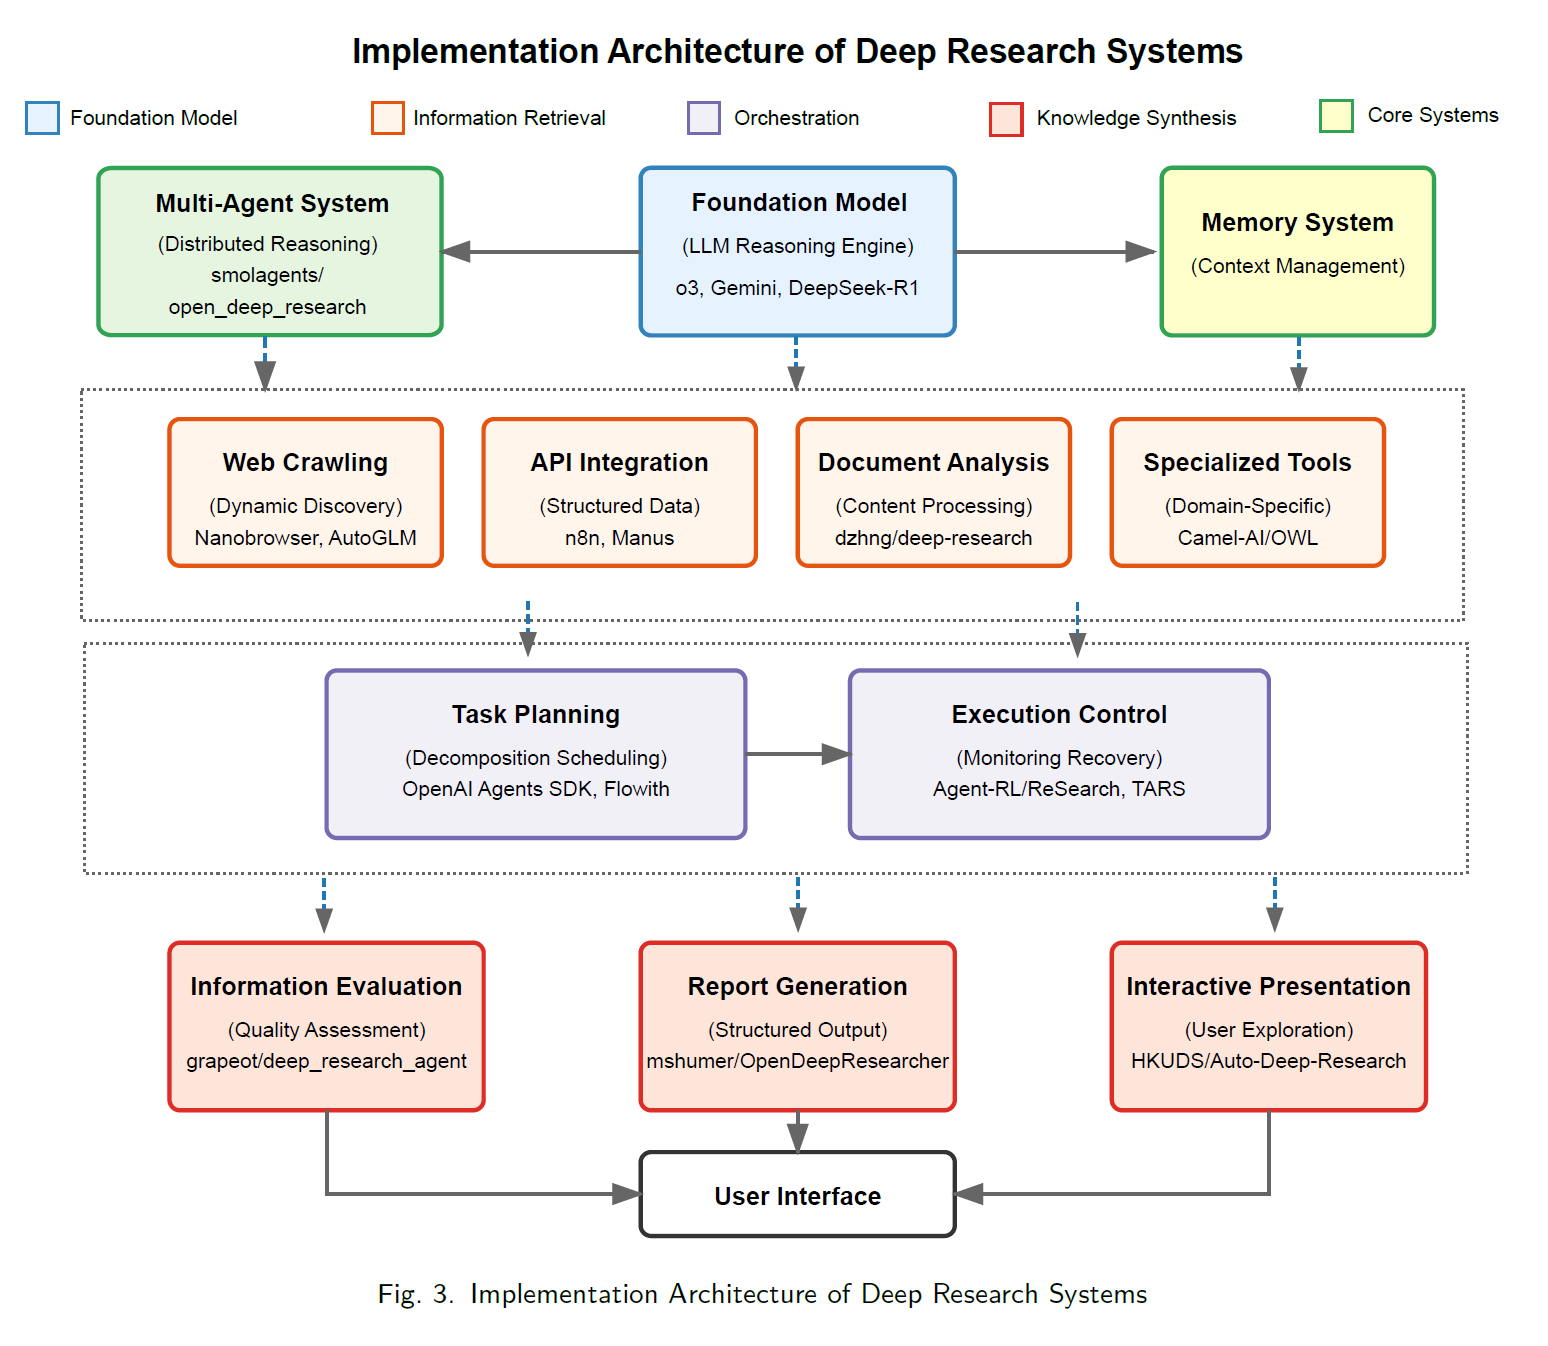 Implementation Architecture of Deep Research Systems
Foundation Model
Information Retrieval
Orchestration
Knowledge Synthesis
Core Systems
Multi-Agent System
(Distributed Reasoning)
smolagents/
open_deep_research
Foundation Model
(LLM Reasoning Engine)
o3, Gemini, DeepSeek-R1
Memory System
(Context Management)
Web Crawling
(Dynamic Discovery)
Nanobrowser, AutoGLM
API Integration
(Structured Data)
n8n, Manus
Document Analysis
(Content Processing)
dzhng/deep-research
Specialized Tools
(Domain-Specific)
Camel-AI/OWL
Task Planning
(Decomposition Scheduling)
OpenAI Agents SDK, Flowith
Execution Control
(Monitoring Recovery)
Agent-RL/ReSearch, TARS
Information Evaluation
(Quality Assessment)
grapeot/deep_research_agent
Report Generation
(Structured Output)
mshumer/OpenDeepResearcher
Interactive Presentation
(User Exploration)
HKUDS/Auto-Deep-Research
User Interface
Fig. 3. Implementation Architecture of Deep Research Systems